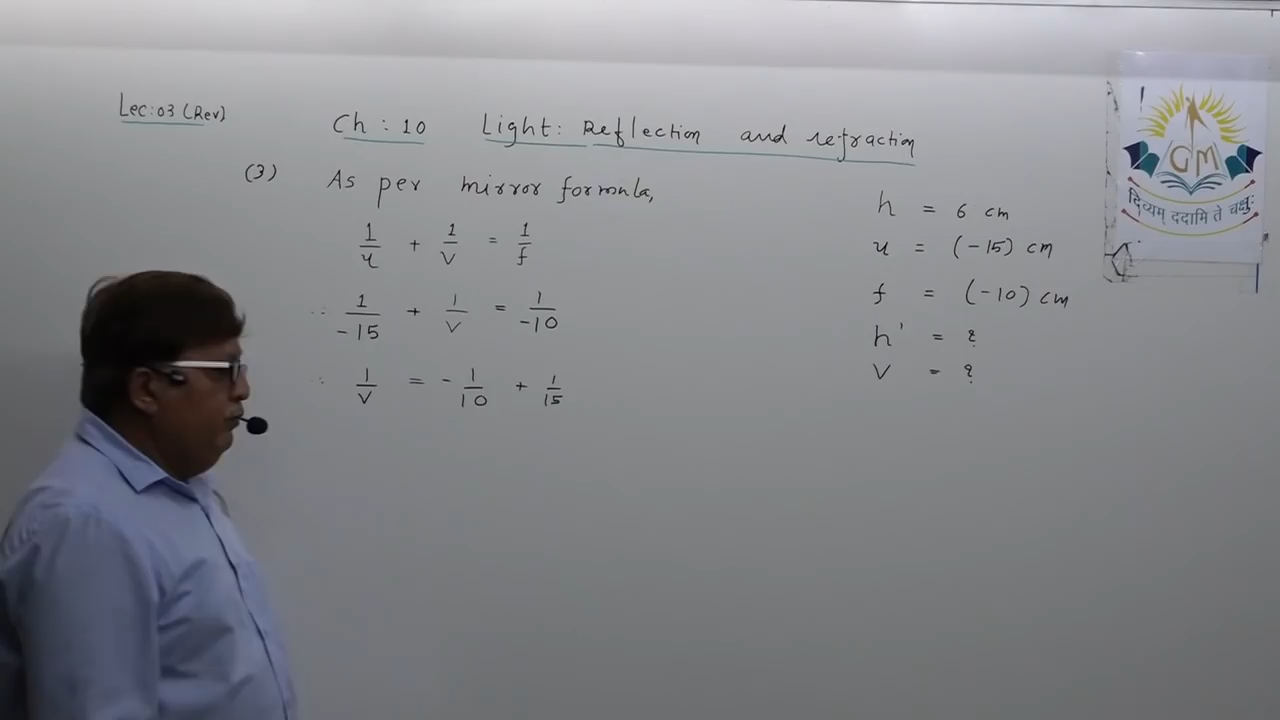 Lec:03 (Rev)
Ch : 10 Light: Reflection and refraction
(3) As per mirror formula,
1/u + 1/v = 1/f
∴ 1/-15 + 1/v = 1/-10
∴ 1/v = - 1/10 + 1/15
h = 6 cm
u = (-15) cm
f = (-10) cm
h' = ?
v = ?
GM
दिव्यम् ददामि ते चक्षुः